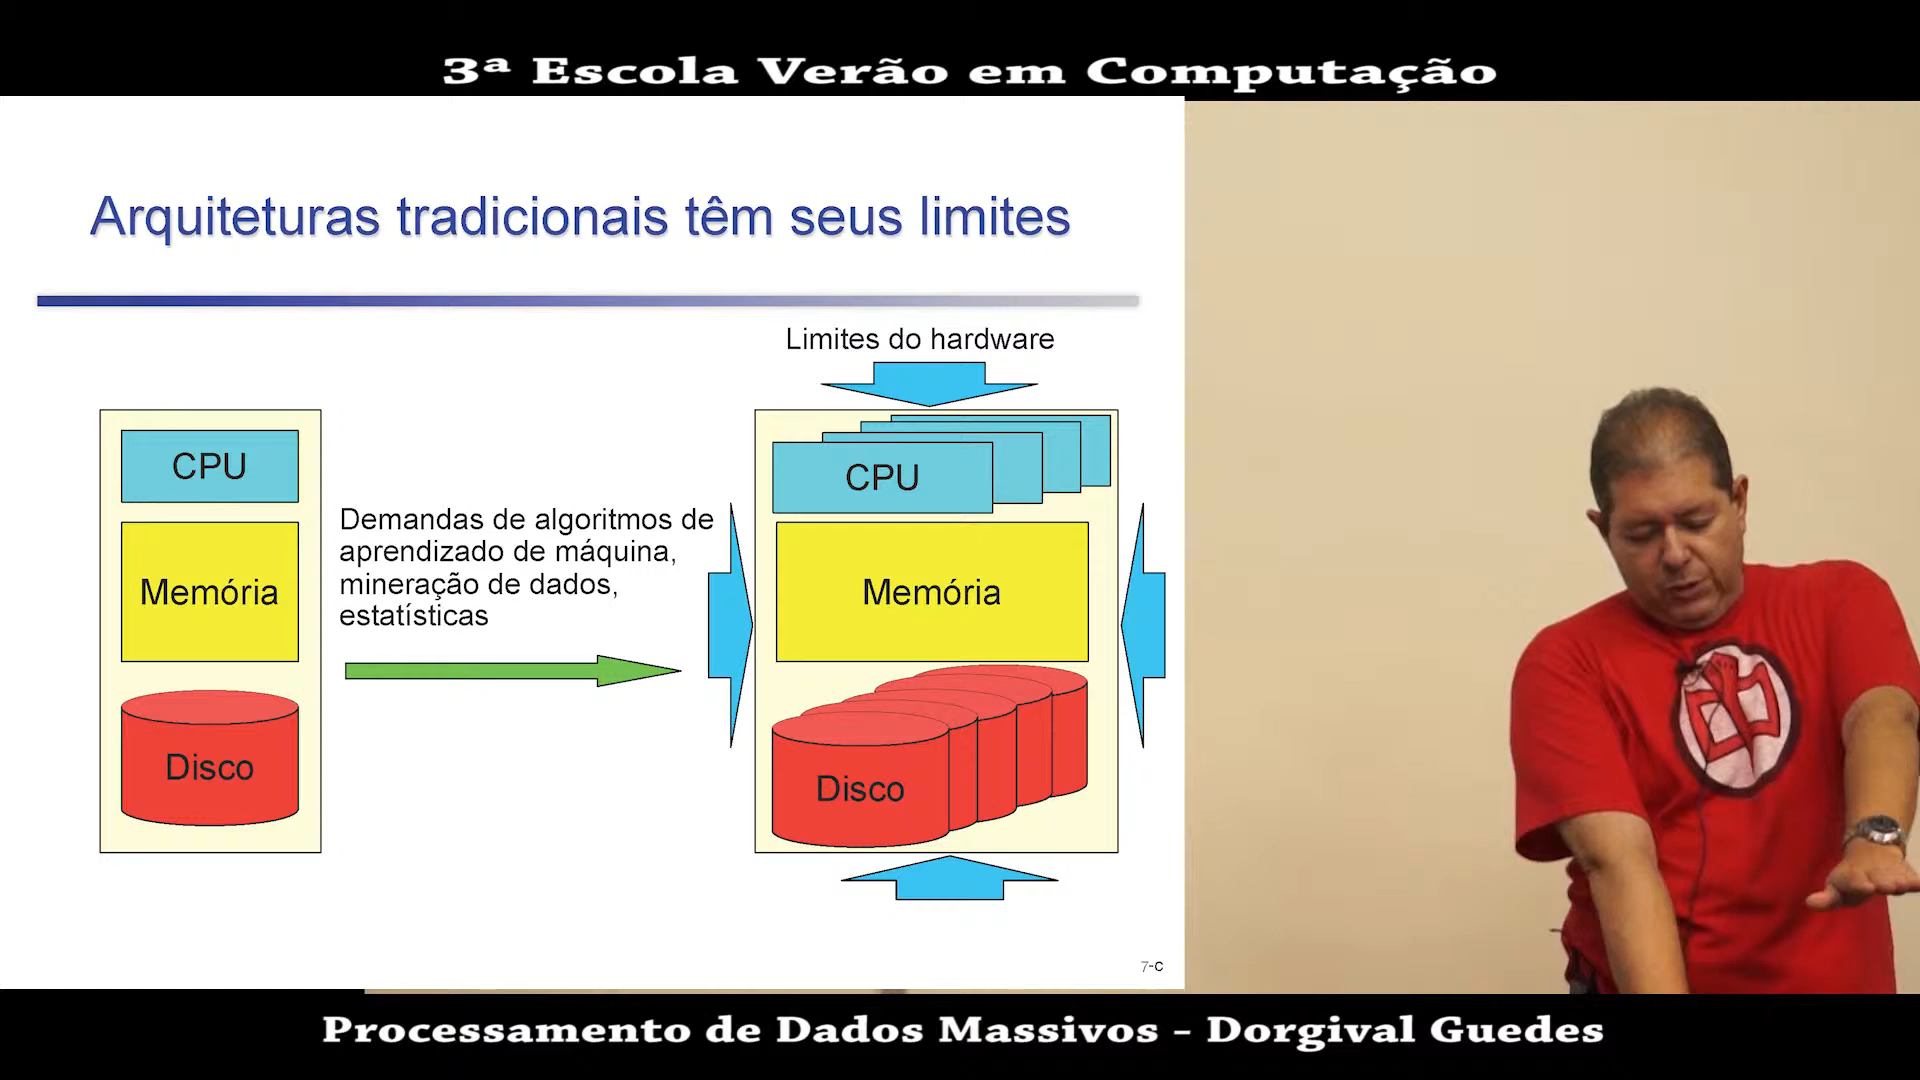 3ª Escola Verão em Computação
Arquiteturas tradicionais têm seus limites
Limites do hardware
CPU
Memória
Disco
Demandas de algoritmos de
aprendizado de máquina,
mineração de dados,
estatísticas
CPU
Memória
Disco
7-c
Processamento de Dados Massivos - Dorgival Guedes